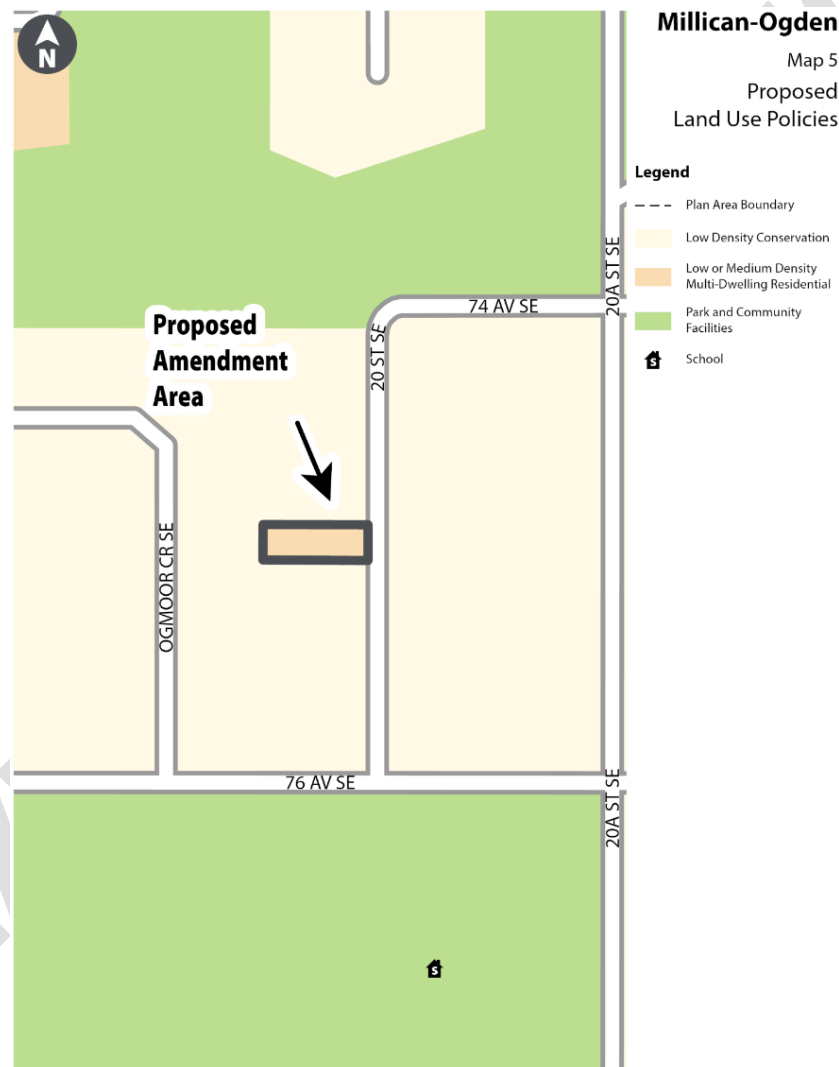 N
Millican-Ogden
Map 5
Proposed
Land Use Policies
Legend
Plan Area Boundary
Low Density Conservation
Low or Medium Density
Multi-Dwelling Residential
Park and Community
Facilities
S
School
20A ST SE
74 AV SE
20 ST SE
Proposed
Amendment
Area
OGMOOR CR SE
76 AV SE
20A ST SE
S